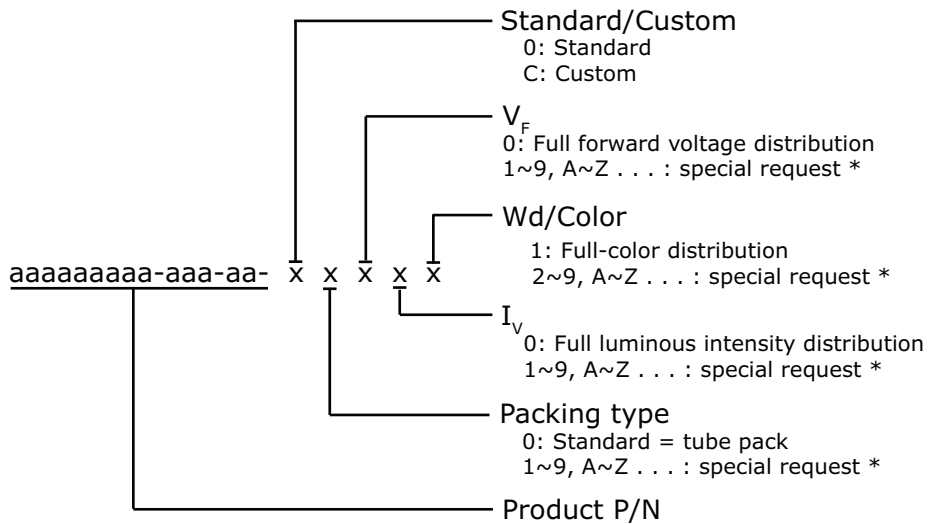 Standard/Custom
0: Standard
C: Custom
V_F
0: Full forward voltage distribution
1~9, A~Z . . . : special request *
Wd/Color
1: Full-color distribution
2~9, A~Z . . . : special request *
aaaaaaaaa-aaa-aa- x x x x x
I_V
0: Full luminous intensity distribution
1~9, A~Z . . . : special request *
Packing type
0: Standard = tube pack
1~9, A~Z . . . : special request *
Product P/N